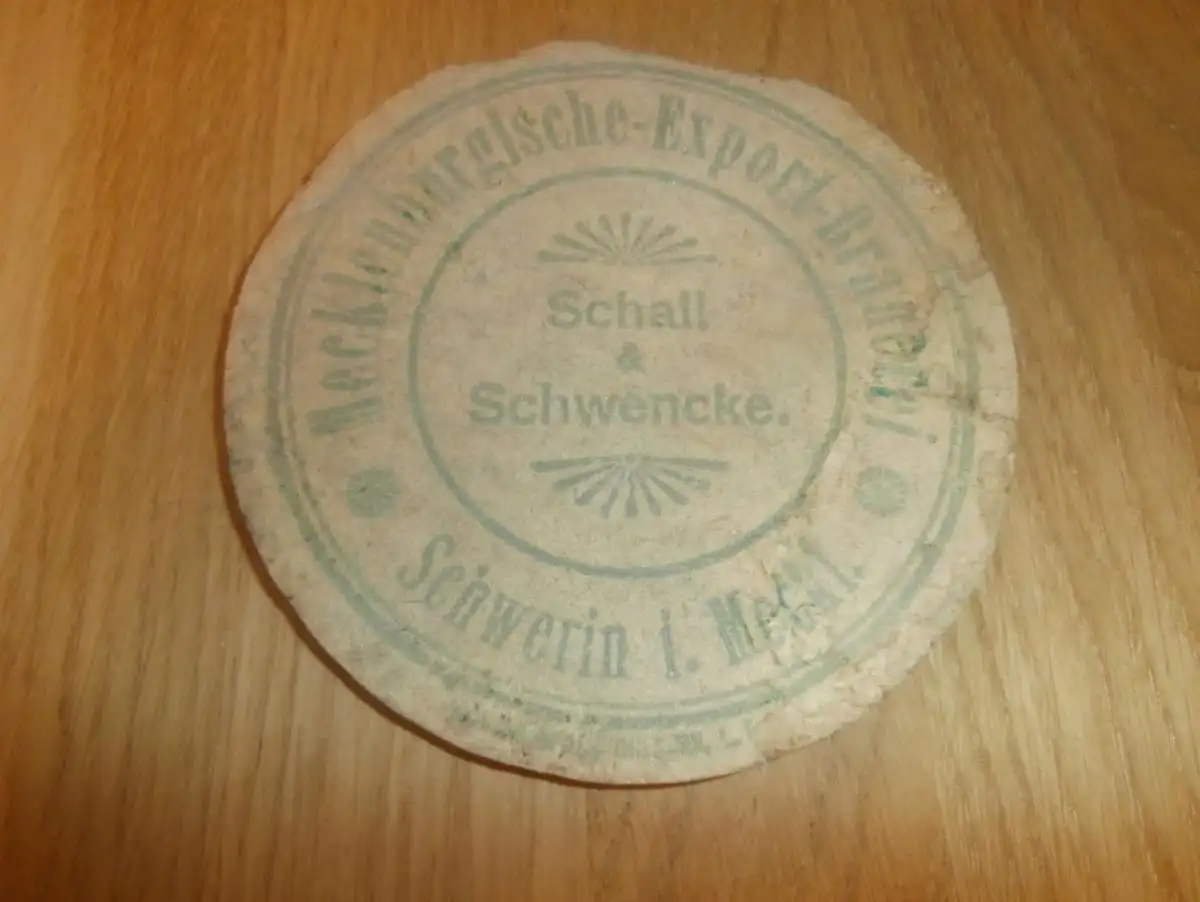 Mecklenburgische-Export-Brauerei
Schall
&
Schwencke.
Schwerin i. Meckl.